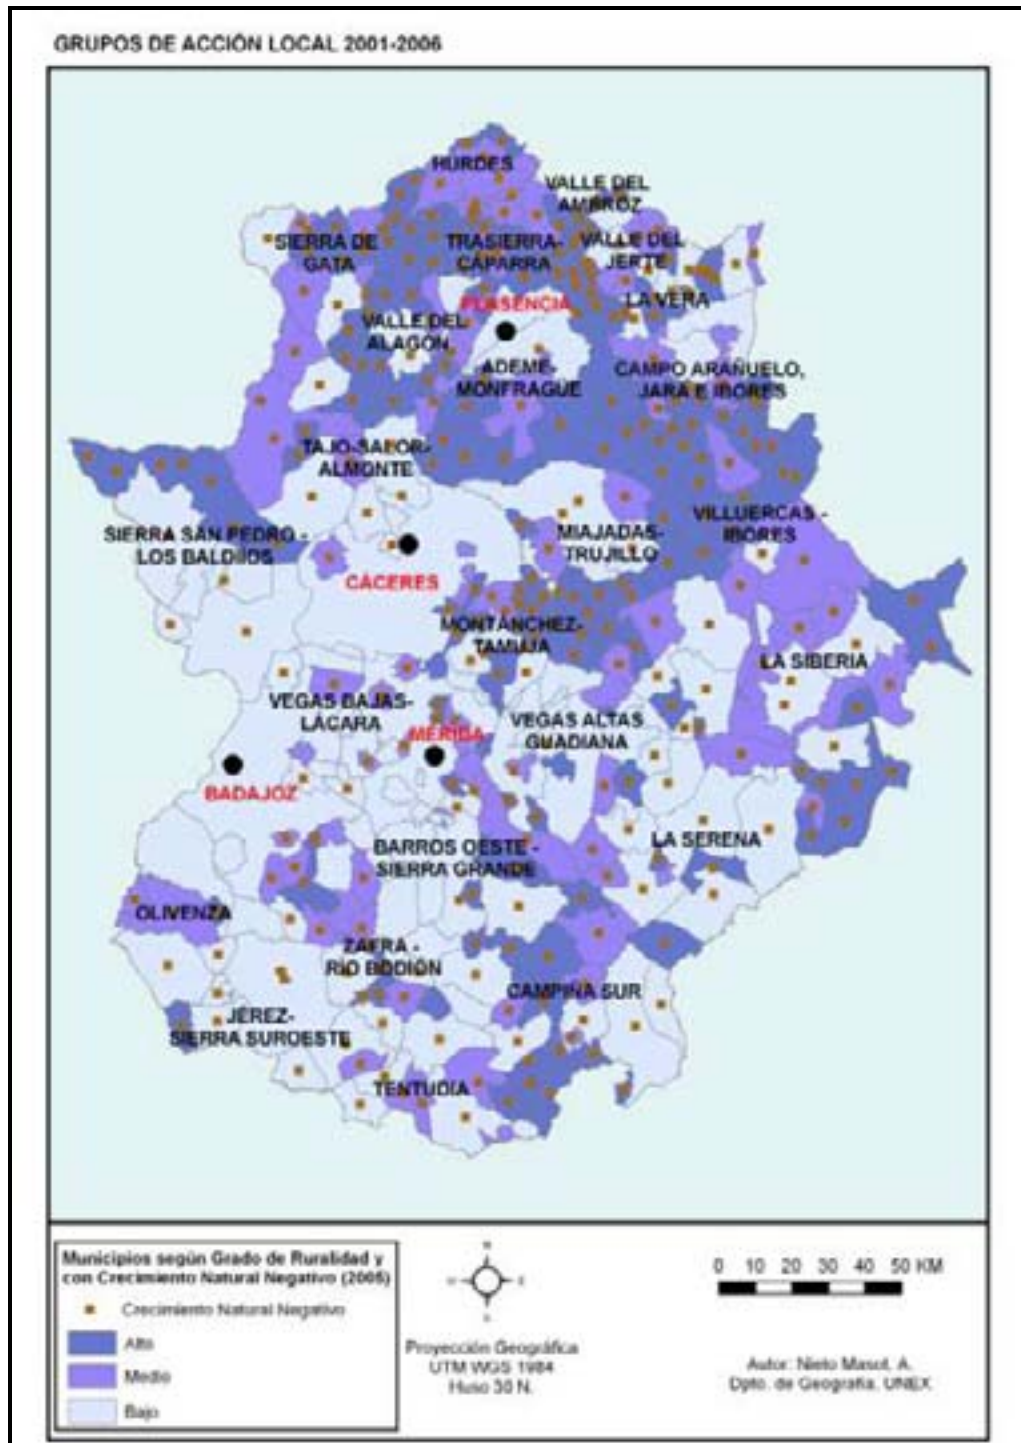 GRUPOS DE ACCIÓN LOCAL 2001-2006
HURDES
VALLE DEL
AMBROZ
SIERRA DE
GATA
TRASIERRA-
CÁPARRA
VALLE DEL
JERTE
LA VERA
PLASENCIA
VALLE DEL
ALAGÓN
ADEME-
MONFRAGUE
CAMPO ARAÑUELO,
JARA E IBORES
TAJO-SALOR-
ALMONTE
SIERRA SAN PEDRO -
LOS BALDIOS
MIAJADAS-
TRUJILLO
VILLUERCAS -
IBORES
CÁCERES
MONTÁNCHEZ-
TAMUJA
LA SIBERIA
VEGAS BAJAS-
LÁCARA
MÉRIDA
VEGAS ALTAS
GUADIANA
BADAJOZ
BARROS OESTE -
SIERRA GRANDE
LA SERENA
OLIVENZA
ZAFRA -
RÍO BODIÓN
CAMPIÑA SUR
JEREZ-
SIERRA SUROESTE
TENTUDÍA
Municipios según Grado de Ruralidad y
con Crecimiento Natural Negativo (2005)
Crecimiento Natural Negativo
Alto
Medio
Bajo
N
E
S
Proyección Geográfica
UTM WGS 1984
Huso 30 N.
0 10 20 30 40 50 KM
Autor: Nieto Masot, A.
Dpto. de Geografía, UNEX